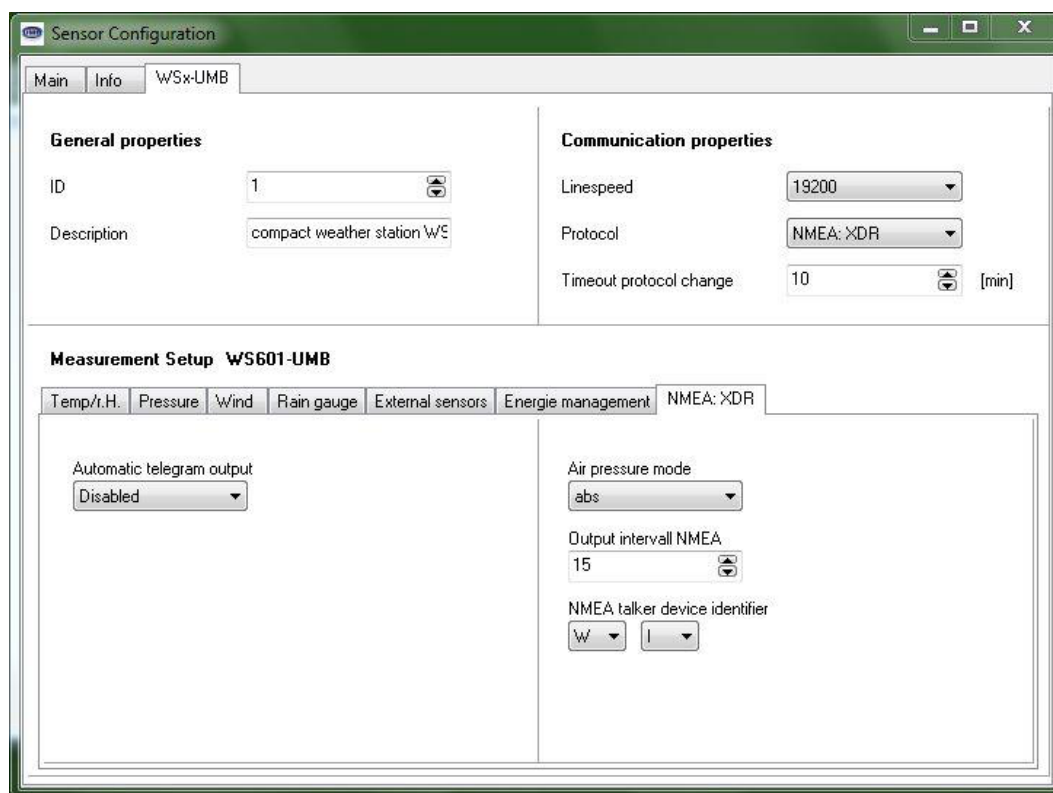 Sensor Configuration
Main Info WSx-UMB
General properties
ID 1
Description compact weather station WS
Communication properties
Linespeed 19200
Protocol NMEA: XDR
Timeout protocol change 10 [min]
Measurement Setup WS601-UMB
Temp/r.H. Pressure Wind Rain gauge External sensors Energie management NMEA: XDR
Automatic telegram output
Disabled
Air pressure mode
abs
Output intervall NMEA
15
NMEA talker device identifier
W I